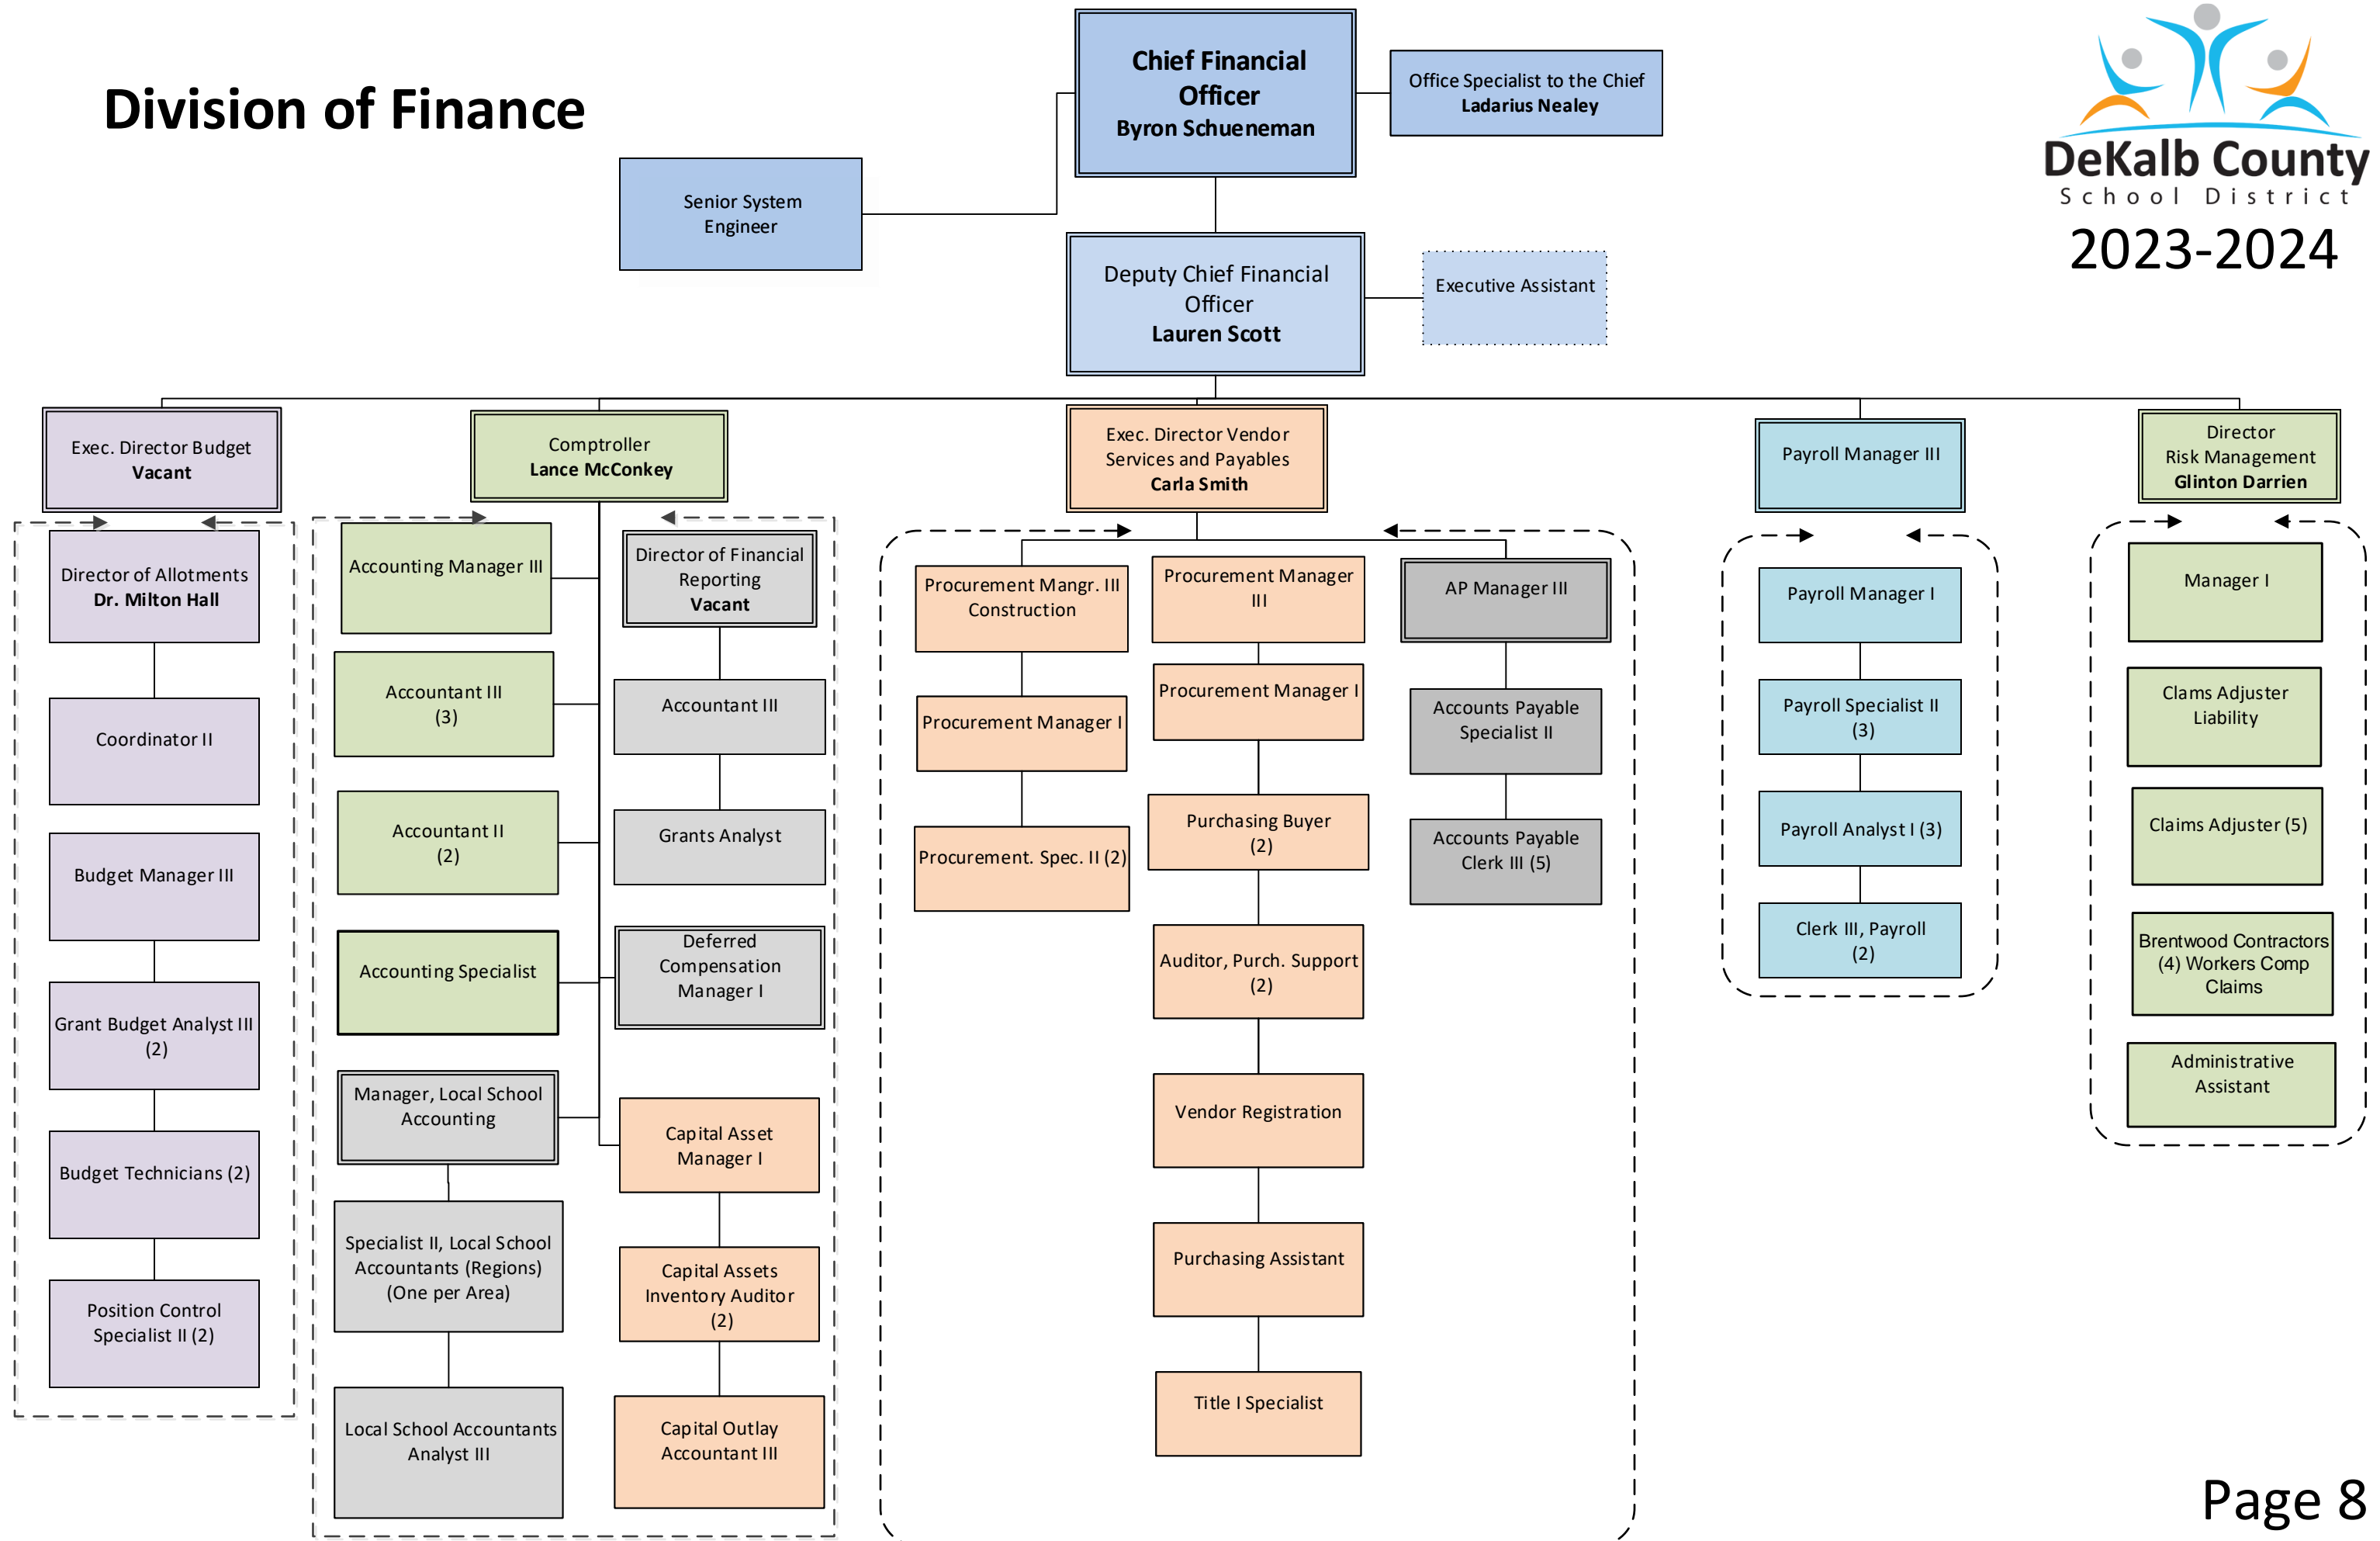 Division of Finance
Chief Financial
Officer
Byron Schueneman
Office Specialist to the Chief
Ladarius Nealey
DeKalb County
School District
2023-2024
Senior System
Engineer
Deputy Chief Financial
Officer
Lauren Scott
Executive Assistant
Exec. Director Budget
Vacant
Director of Allotments
Dr. Milton Hall
Coordinator II
Budget Manager III
Grant Budget Analyst III
(2)
Budget Technicians (2)
Position Control
Specialist II (2)
Comptroller
Lance McConkey
Accounting Manager III
Accountant III
(3)
Accountant II
(2)
Accounting Specialist
Manager, Local School
Accounting
Specialist II, Local School
Accountants (Regions)
(One per Area)
Local School Accountants
Analyst III
Director of Financial
Reporting
Vacant
Accountant III
Grants Analyst
Deferred
Compensation
Manager I
Capital Asset
Manager I
Capital Assets
Inventory Auditor
(2)
Capital Outlay
Accountant III
Exec. Director Vendor
Services and Payables
Carla Smith
Procurement Mangr. III
Construction
Procurement Manager I
Procurement. Spec. II (2)
Procurement Manager
III
Procurement Manager I
Purchasing Buyer
(2)
Auditor, Purch. Support
(2)
Vendor Registration
Purchasing Assistant
Title I Specialist
AP Manager III
Accounts Payable
Specialist II
Accounts Payable
Clerk III (5)
Payroll Manager III
Payroll Manager I
Payroll Specialist II
(3)
Payroll Analyst I (3)
Clerk III, Payroll
(2)
Director
Risk Management
Glinton Darrien
Manager I
Clams Adjuster
Liability
Claims Adjuster (5)
Brentwood Contractors
(4) Workers Comp
Claims
Administrative
Assistant
Page 8